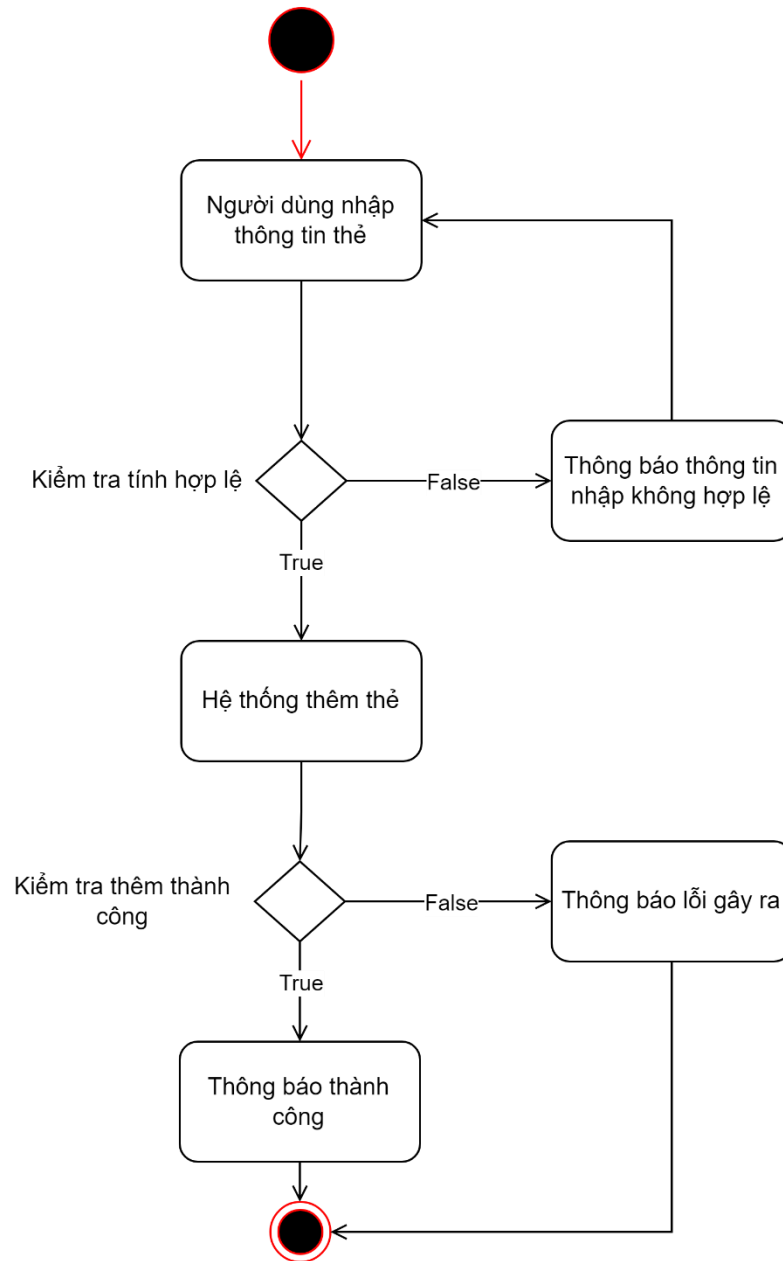 Người dùng nhập
thông tin thẻ
Kiểm tra tính hợp lệ
False
Thông báo thông tin
nhập không hợp lệ
True
Hệ thống thêm thẻ
Kiểm tra thêm thành
công
False
Thông báo lỗi gây ra
True
Thông báo thành
công